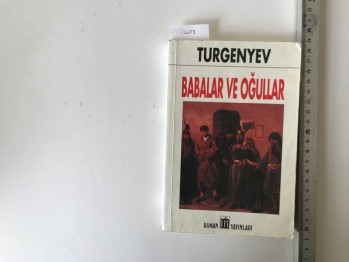 TURGENYEV
BABALAR VE OĞULLAR
ROMAN YAYINLARI